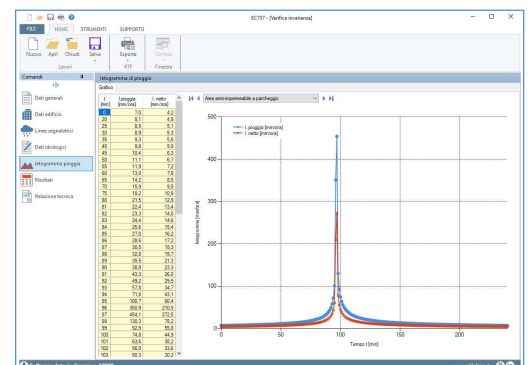 EC737 - [Verifica invarianza]
FILE HOME STRUMENTI SUPPORTO
Nuovo Apri Chiudi Salva Esporta Cambia
RTF
Lavori Finestra
Comandi
Ietogramma di pioggia
Grafico
Dati generali
Dati edificio
Linee segnaletrici
Dati idrologici
Ietogramma pioggia
Risultati
Relazione tecnica
t I.pioggia I. netto
[min] [mm/ora] [mm/ora]
0 7,0 4,2
20 8,1 4,9
25 8,5 5,1
30 8,9 5,3
35 9,3 5,6
40 9,8 5,9
45 10,4 6,3
50 11,1 6,7
55 11,9 7,2
60 13,0 7,8
65 14,2 8,5
70 15,9 9,5
75 18,2 10,9
80 21,5 12,9
81 22,4 13,4
82 23,3 14,0
83 24,4 14,6
84 25,6 15,4
85 27,0 16,2
86 28,6 17,2
87 30,5 18,3
88 32,8 19,7
89 35,5 21,3
90 38,9 23,3
91 43,3 26,0
92 49,2 29,5
93 57,8 34,7
94 71,8 43,1
95 100,7 60,4
96 350,9 210,5
97 454,1 272,5
98 130,3 78,2
99 92,9 55,8
100 74,8 44,9
101 63,6 38,2
102 56,0 33,6
103 50,3 30,2
Area semi-impermeabile a parcheggio
I. pioggia [mm/ora]
I. netto [mm/ora]
Ietogramma [mm/ora]
500
400
300
200
100
0
0 50 100 150 200
Tempo t [min]